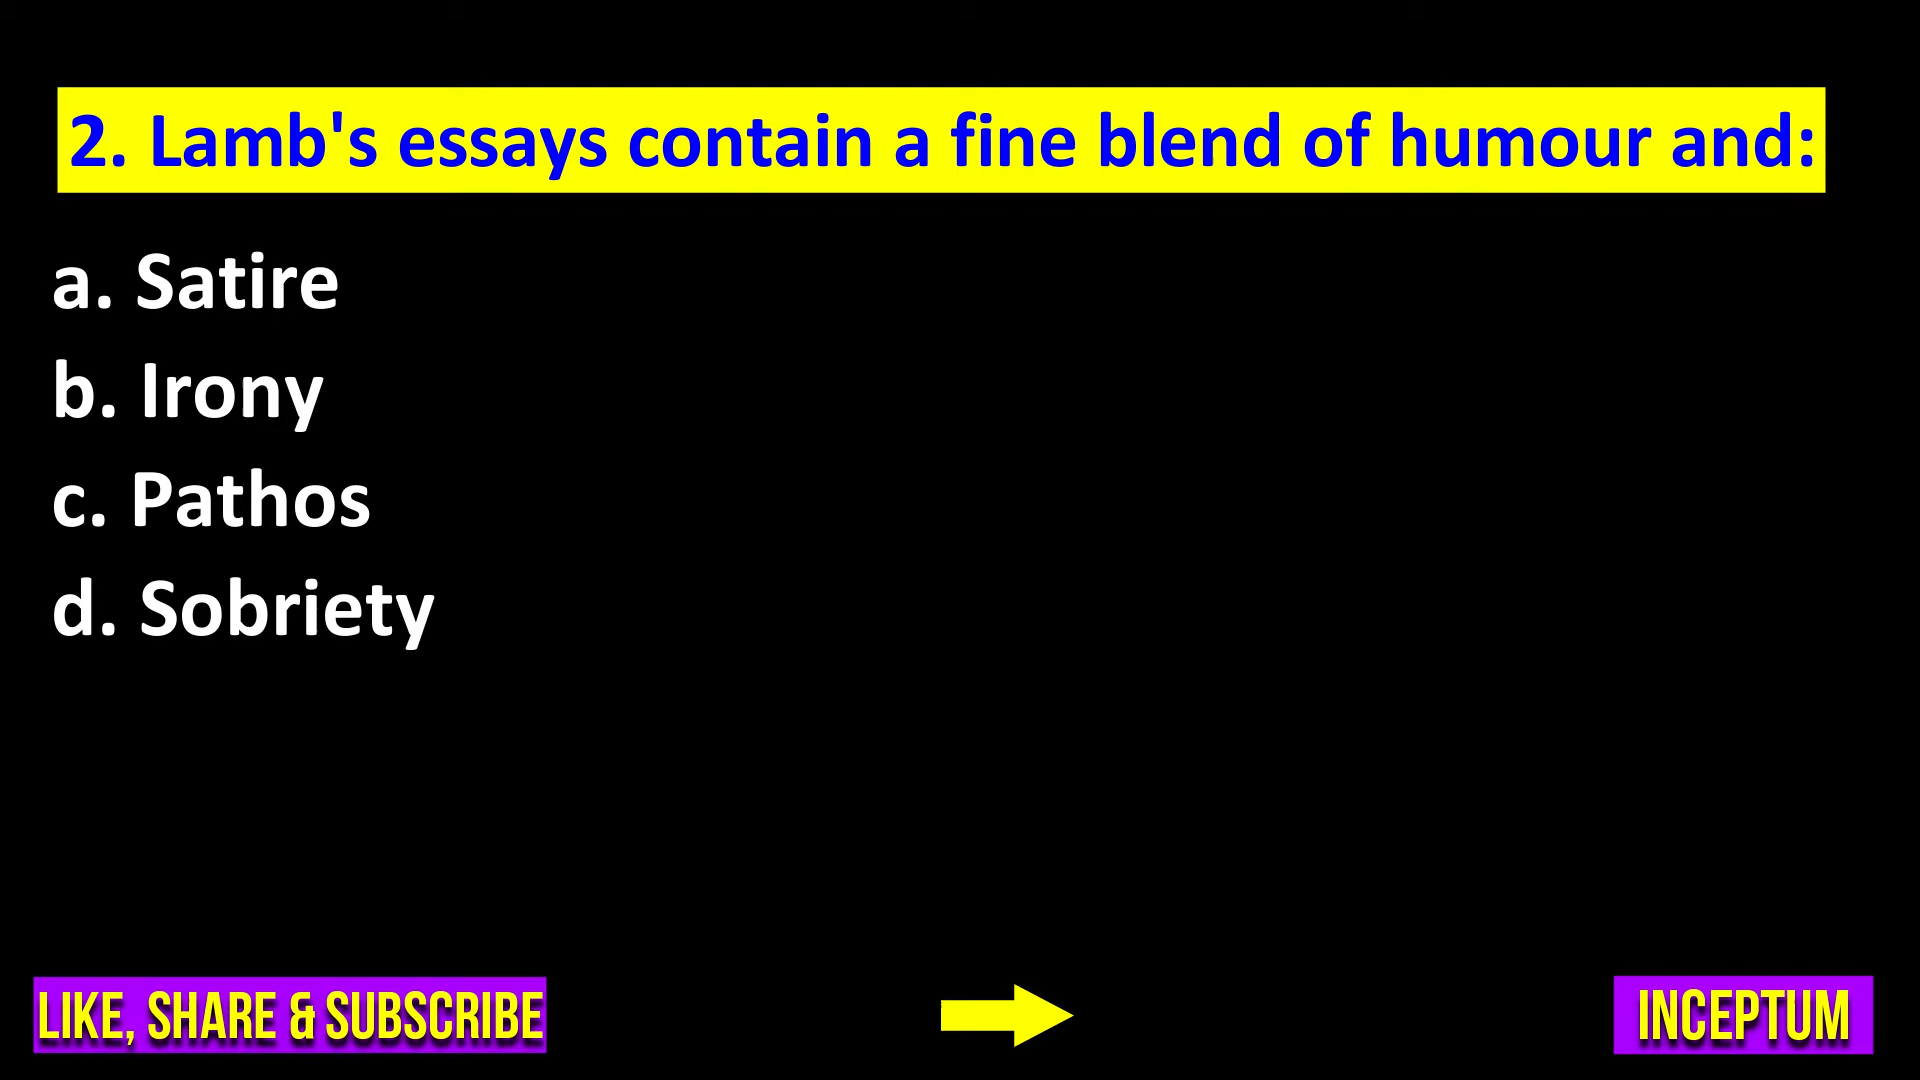 2. Lamb's essays contain a fine blend of humour and:
a. Satire
b. Irony
c. Pathos
d. Sobriety
LIKE, SHARE & SUBSCRIBE
INCEPTUM